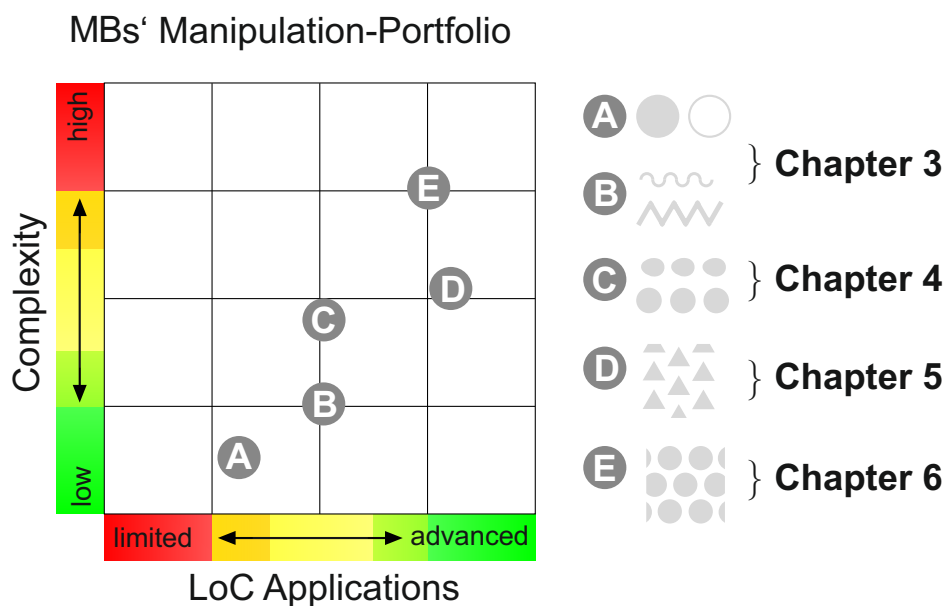 MBs‘ Manipulation-Portfolio
high
Complexity
low
E
D
C
B
A
limited
advanced
LoC Applications
A
} Chapter 3
B
C
} Chapter 4
D
} Chapter 5
E
} Chapter 6